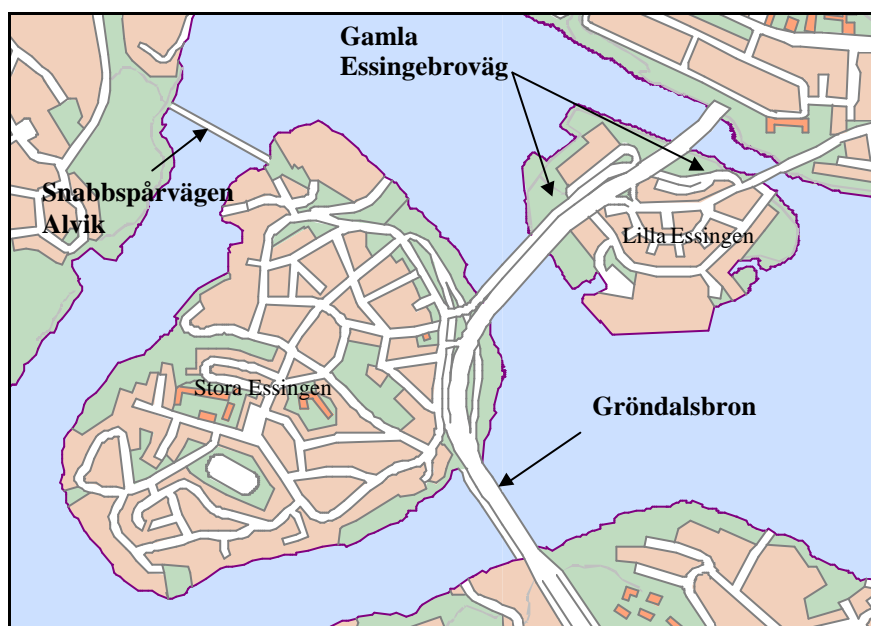 Gamla
Essingebroväg
Snabbspårvägen
Alvik
Lilla Essingen
Stora Essingen
Gröndalsbron